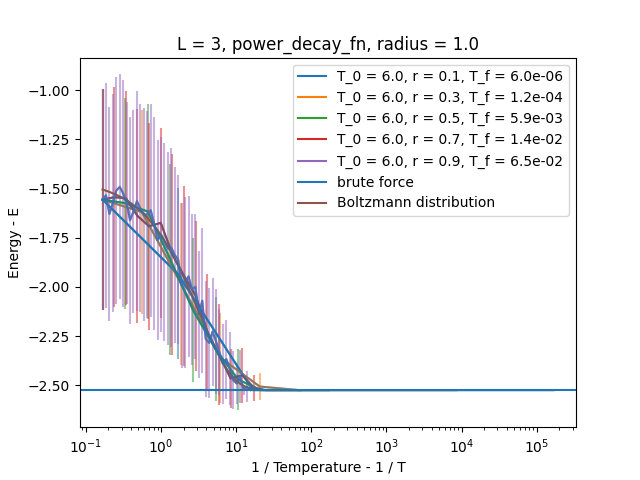 L = 3, power_decay_fn, radius = 1.0
T_0 = 6.0, r = 0.1, T_f = 6.0e-06
T_0 = 6.0, r = 0.3, T_f = 1.2e-04
T_0 = 6.0, r = 0.5, T_f = 5.9e-03
T_0 = 6.0, r = 0.7, T_f = 1.4e-02
T_0 = 6.0, r = 0.9, T_f = 6.5e-02
brute force
Boltzmann distribution
Energy - E
−1.00
−1.25
−1.50
−1.75
−2.00
−2.25
−2.50
10⁻¹ 10⁰ 10¹ 10² 10³ 10⁴ 10⁵
1 / Temperature - 1 / T